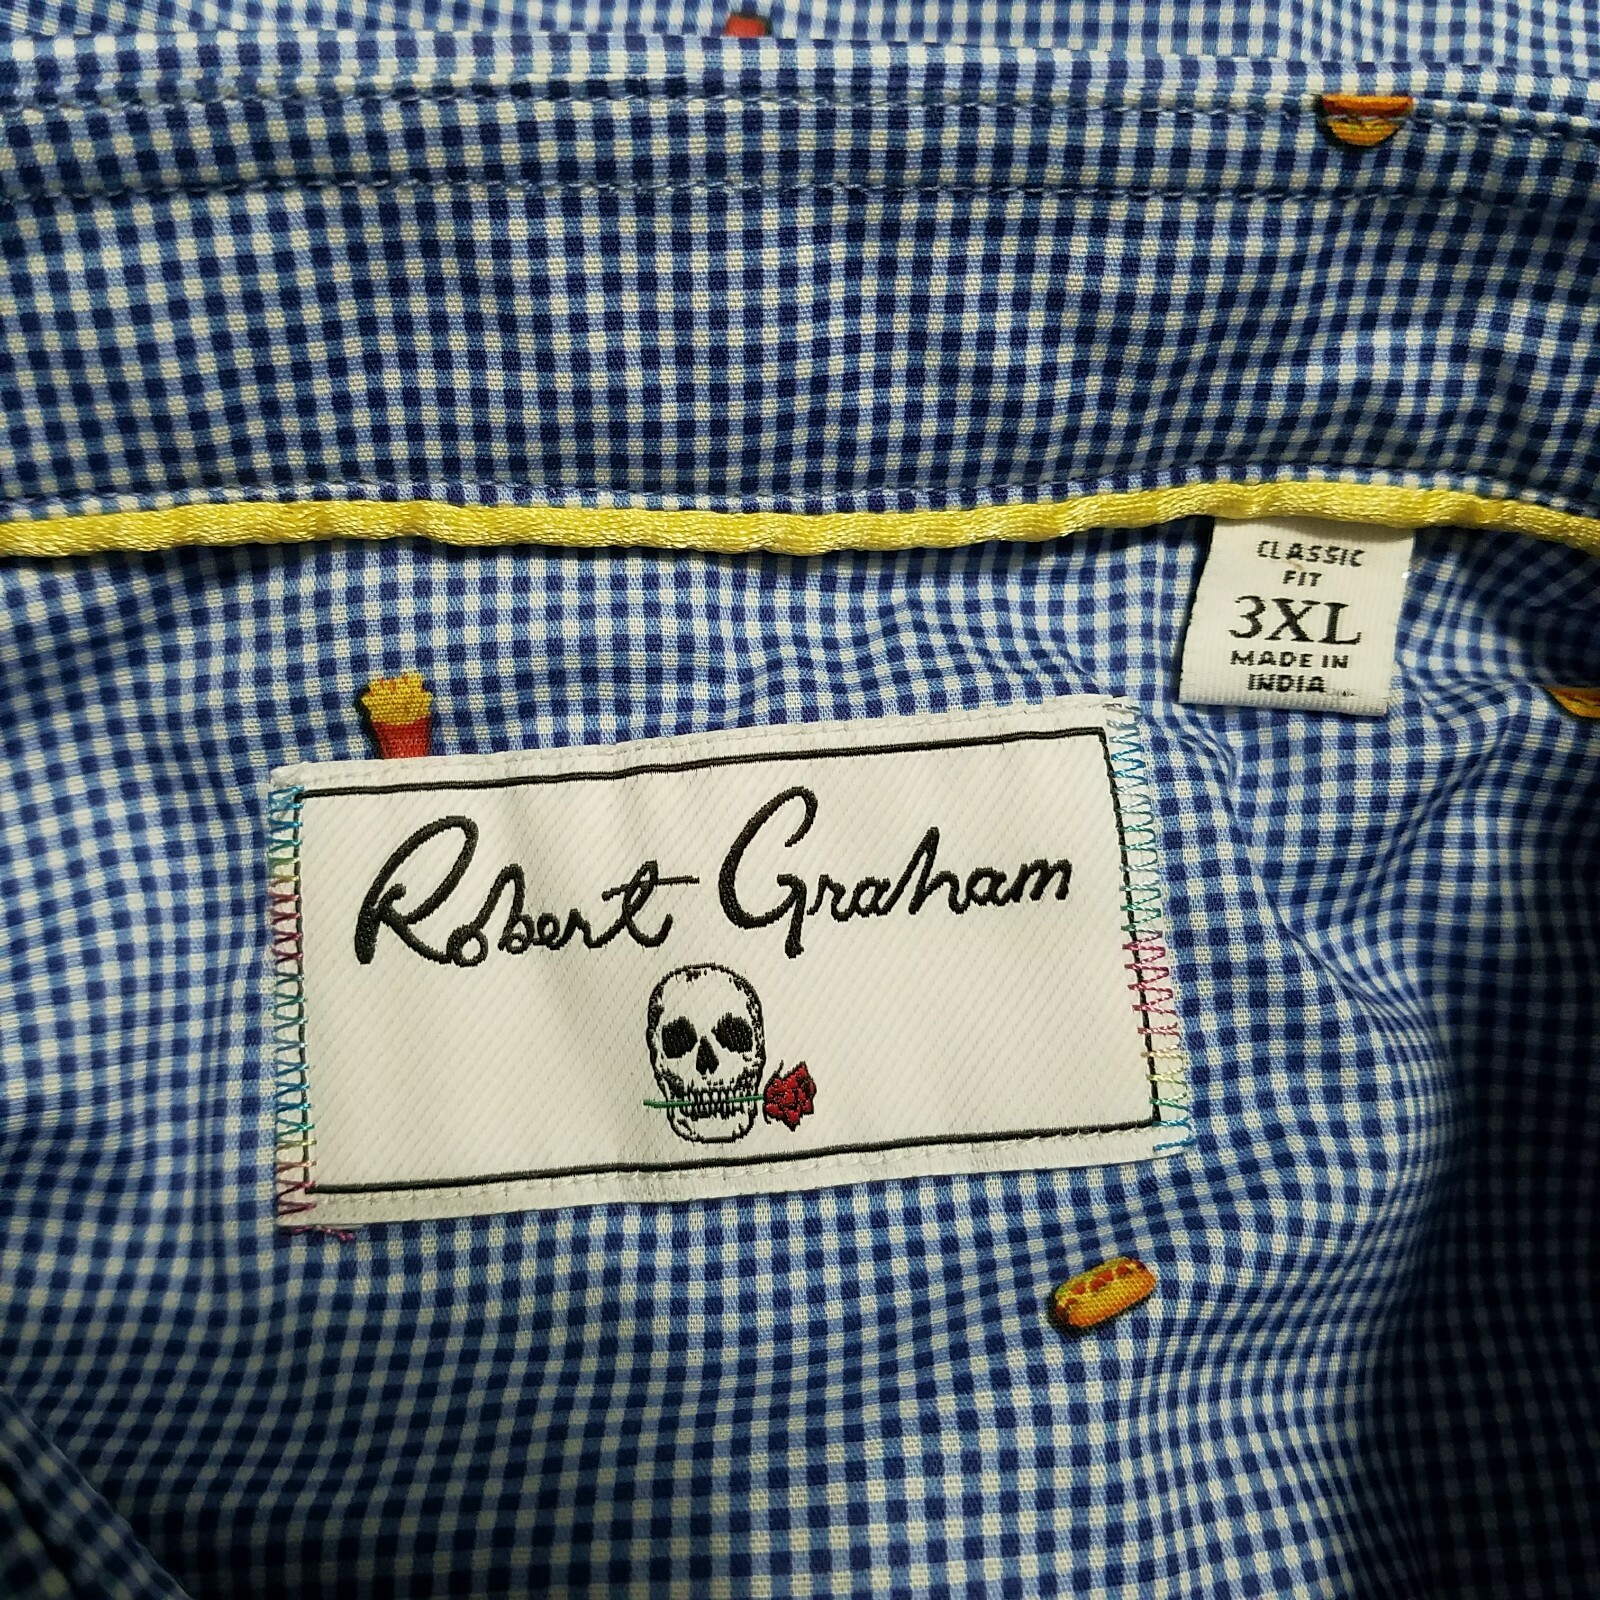 CLASSIC
FIT
3XL
MADE IN
INDIA
Robert Graham